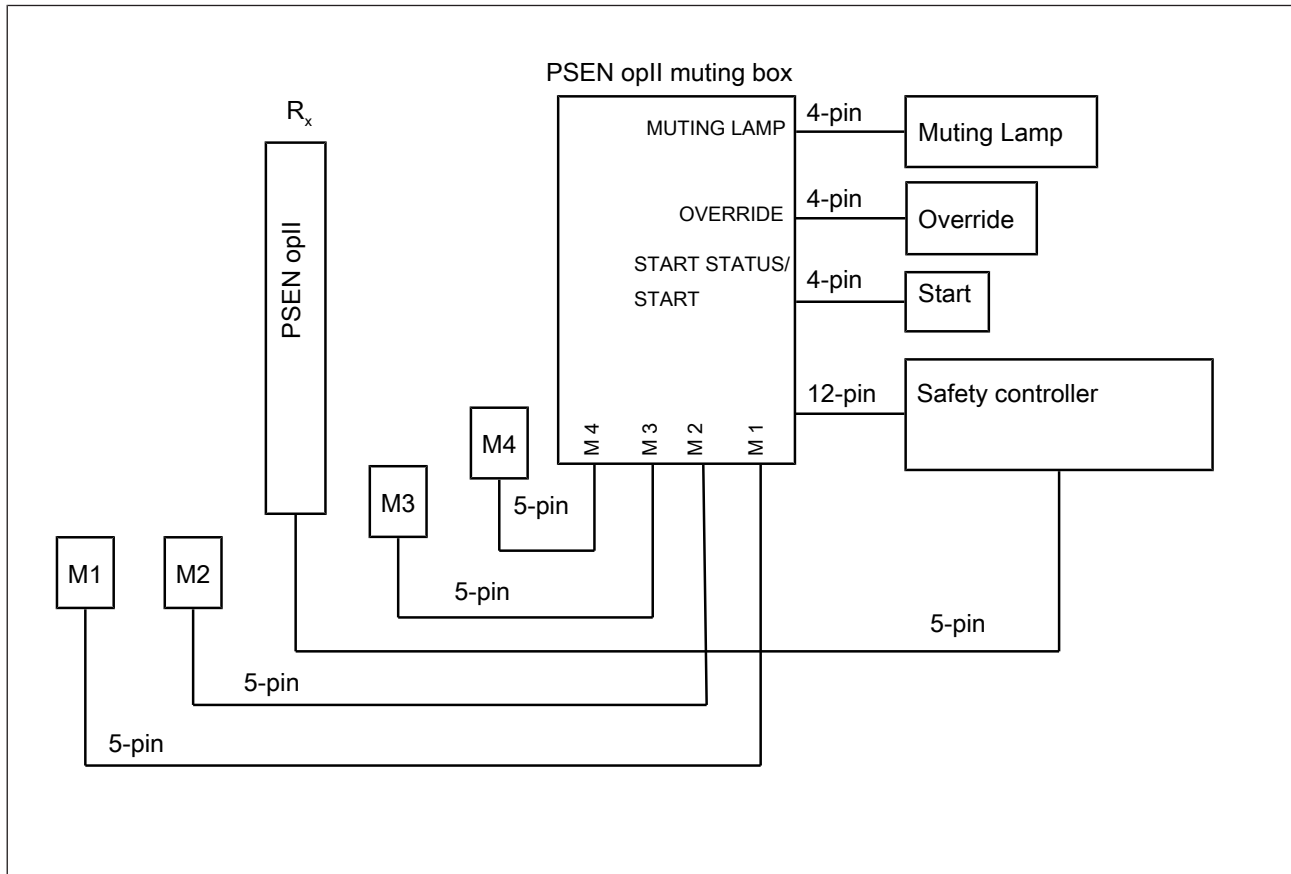 PSEN opII muting box
Rx
PSEN opII
MUTING LAMP
4-pin
Muting Lamp
OVERRIDE
4-pin
Override
START STATUS/
START
4-pin
Start
12-pin
Safety controller
M 4
M 3
M 2
M 1
M4
5-pin
M3
5-pin
M1
M2
5-pin
5-pin
5-pin